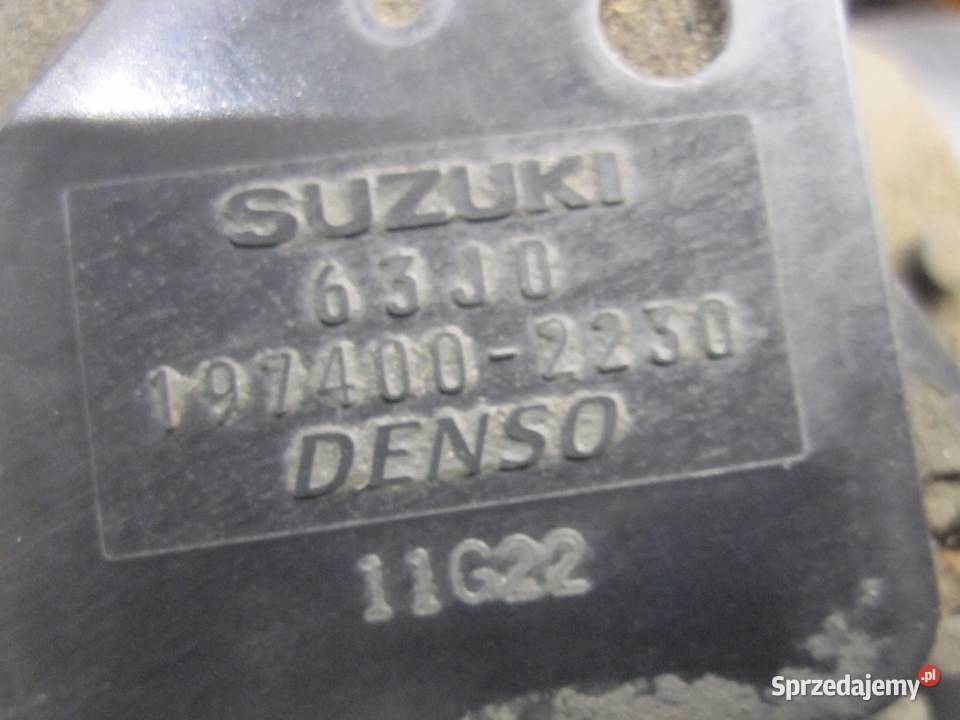 SUZUKI
63J0
197400-2230
DENSO
11G22
Sprzedajemy.pl